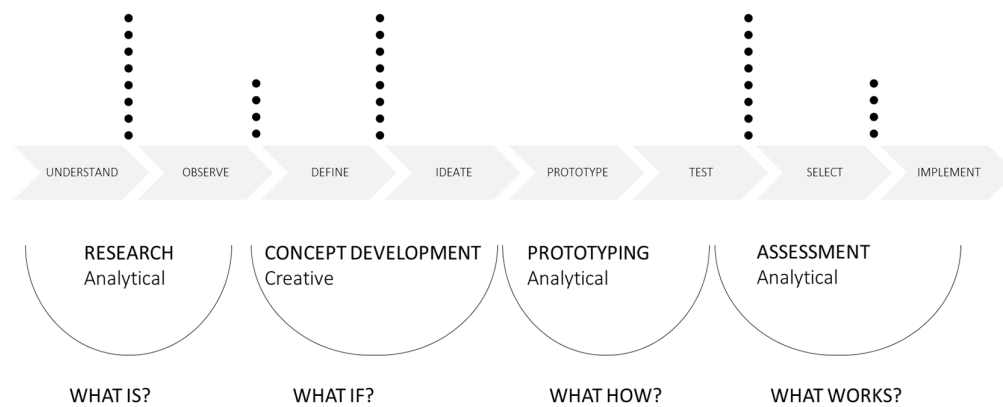 UNDERSTAND
OBSERVE
DEFINE
IDEATE
PROTOTYPE
TEST
SELECT
IMPLEMENT
RESEARCH
Analytical
CONCEPT DEVELOPMENT
Creative
PROTOTYPING
Analytical
ASSESSMENT
Analytical
WHAT IS?
WHAT IF?
WHAT HOW?
WHAT WORKS?